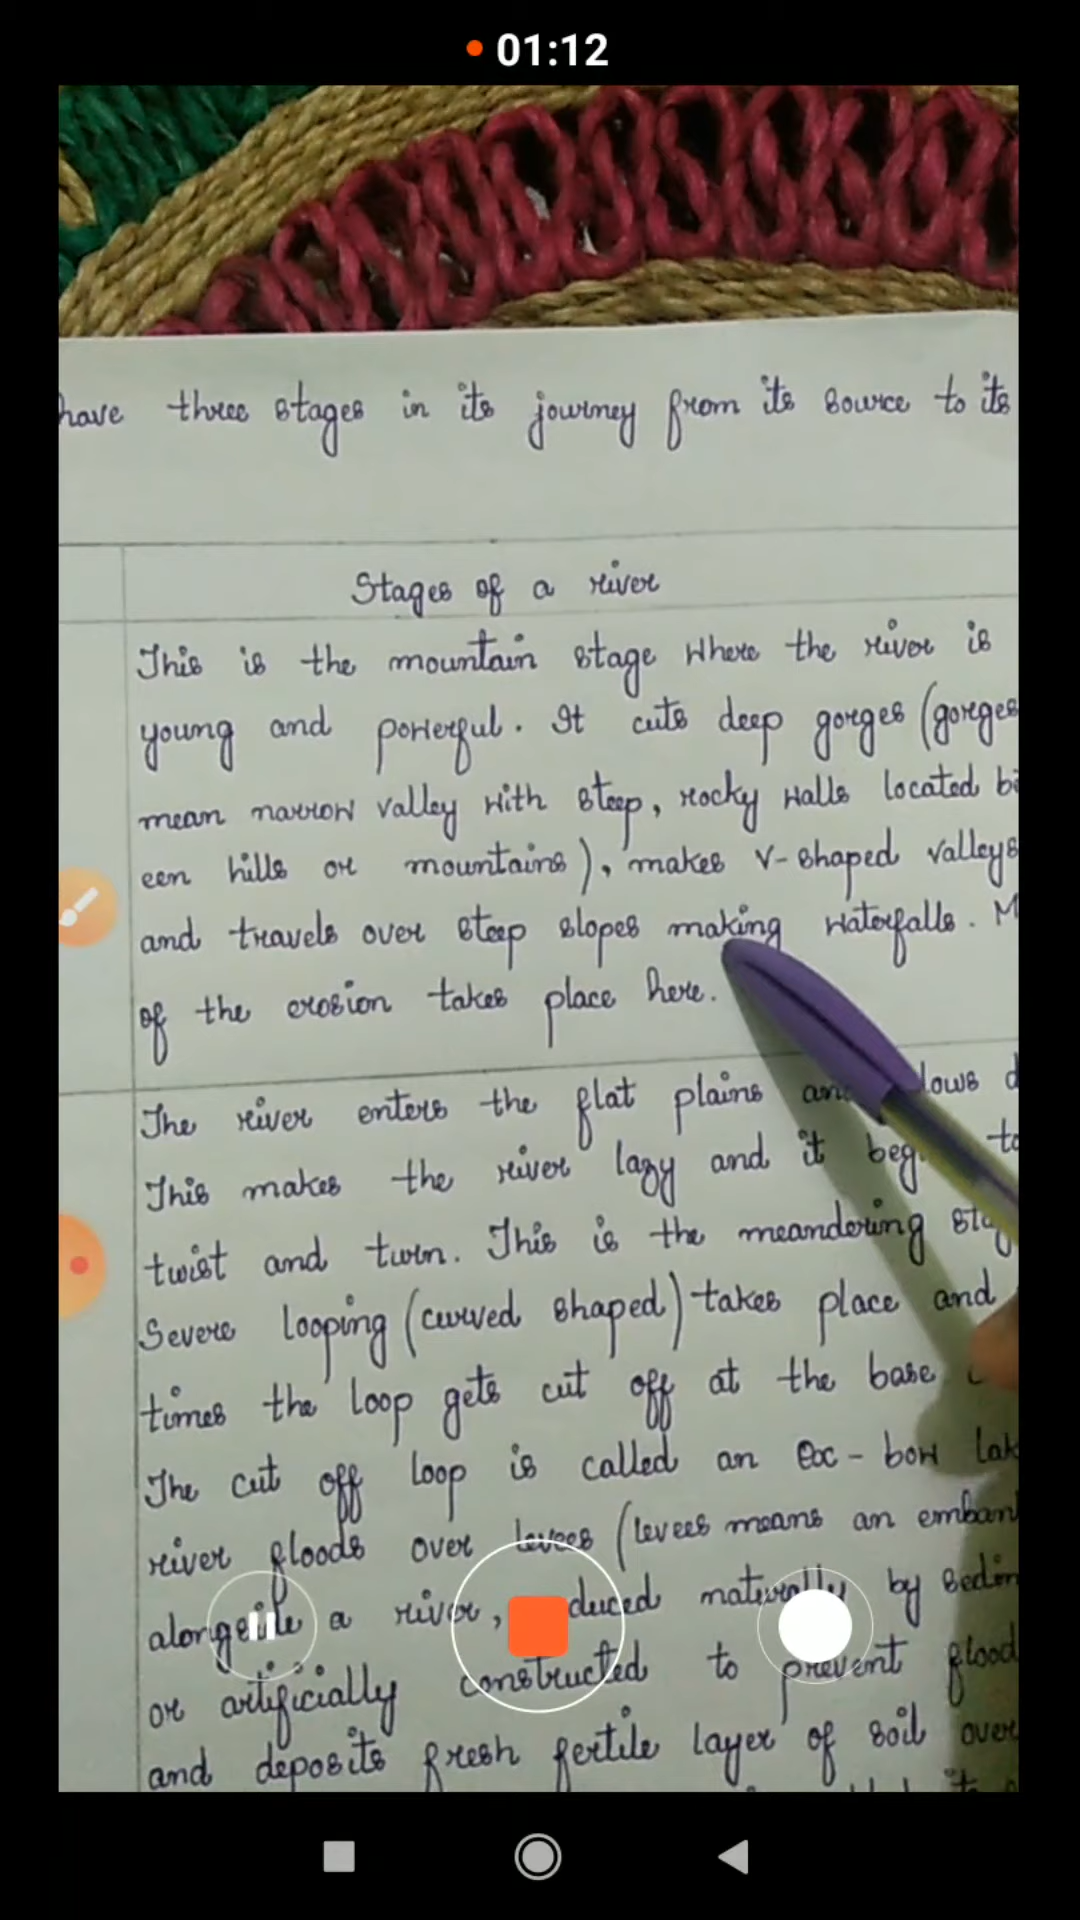 01:12
have three stages in its journey from its source to its
Stages of a river
This is the mountain stage where the river is
young and powerful. It cuts deep gorges (gorges
mean narrow valley with steep, rocky walls located
een hills or mountains), makes V-shaped valleys
and travels over steep slopes making waterfalls. M
of the erosion takes place here.
The river enters the flat plains
This makes the river lazy and it to
twist and turn. This is the meandering
Severe looping (curved shaped) takes place and
times the loop gets cut off at the base
The cut off loop is called an Ox-bow
river floods over levees (levees means an
alongside a river, naturally by
or artificially constructed to prevent flood
and deposits fresh fertile layer of soil over